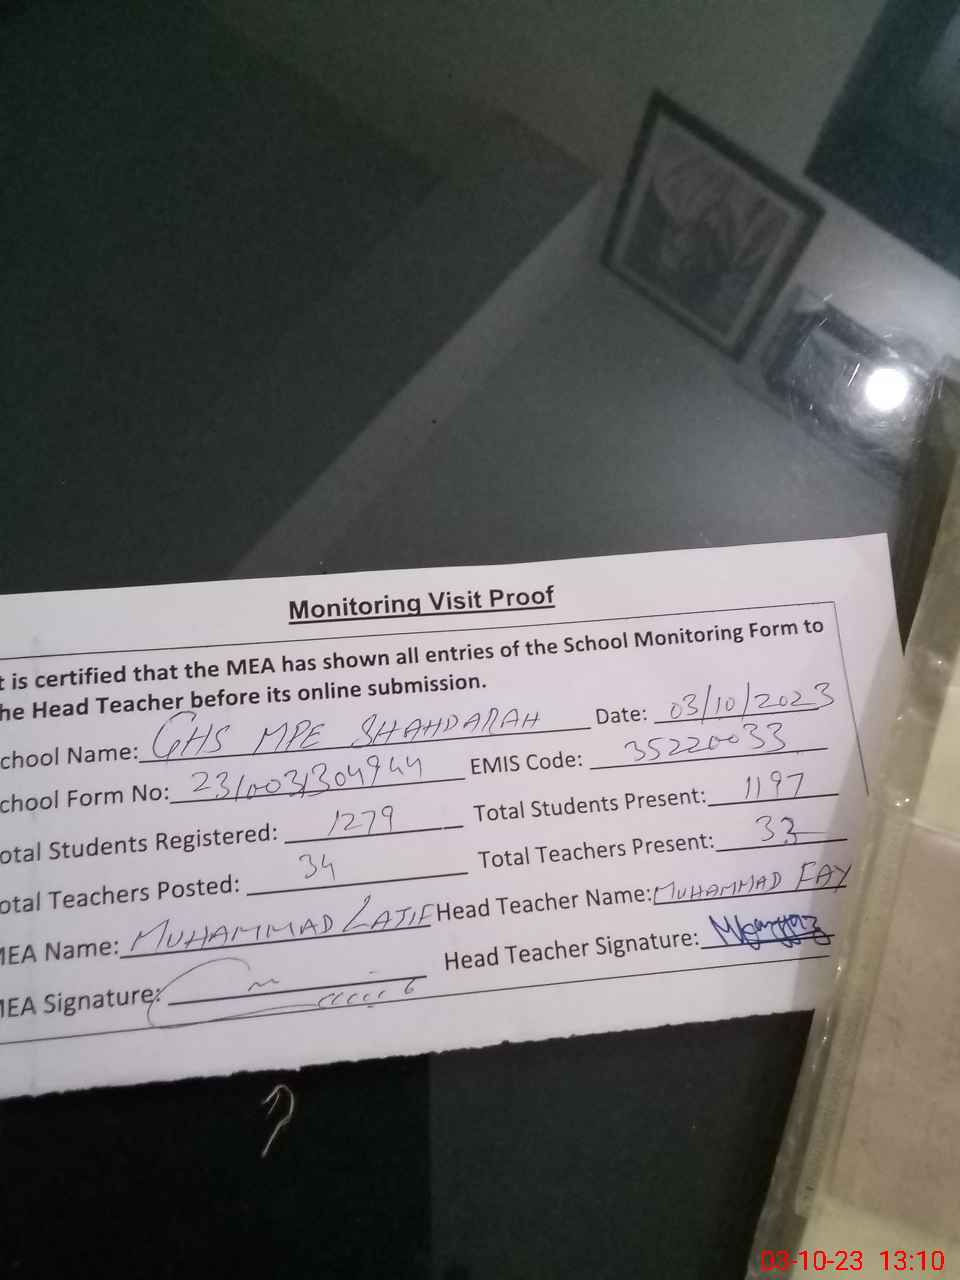 Monitoring Visit Proof
t is certified that the MEA has shown all entries of the School Monitoring Form to
he Head Teacher before its online submission.
chool Name: GHS MPE SHAHDARAH Date: 03/10/2023
chool Form No: 23/003/304944 EMIS Code: 35220033
otal Students Registered: 1279 Total Students Present: 1197
otal Teachers Posted: 34 Total Teachers Present: 33
MEA Name: MUHAMMAD LATIF Head Teacher Name: MUHAMMAD FAY
MEA Signature: Head Teacher Signature:
03-10-23 13:10